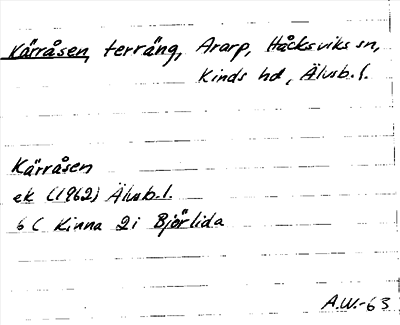 Kärråsen, terräng, Ararp, Håcksviks sn,
Kinds hd, Älvsb.l.
Kärråsen
ek (1962) Älvsb.l.
6 C Kinna 2i Björlida
A.W.-63